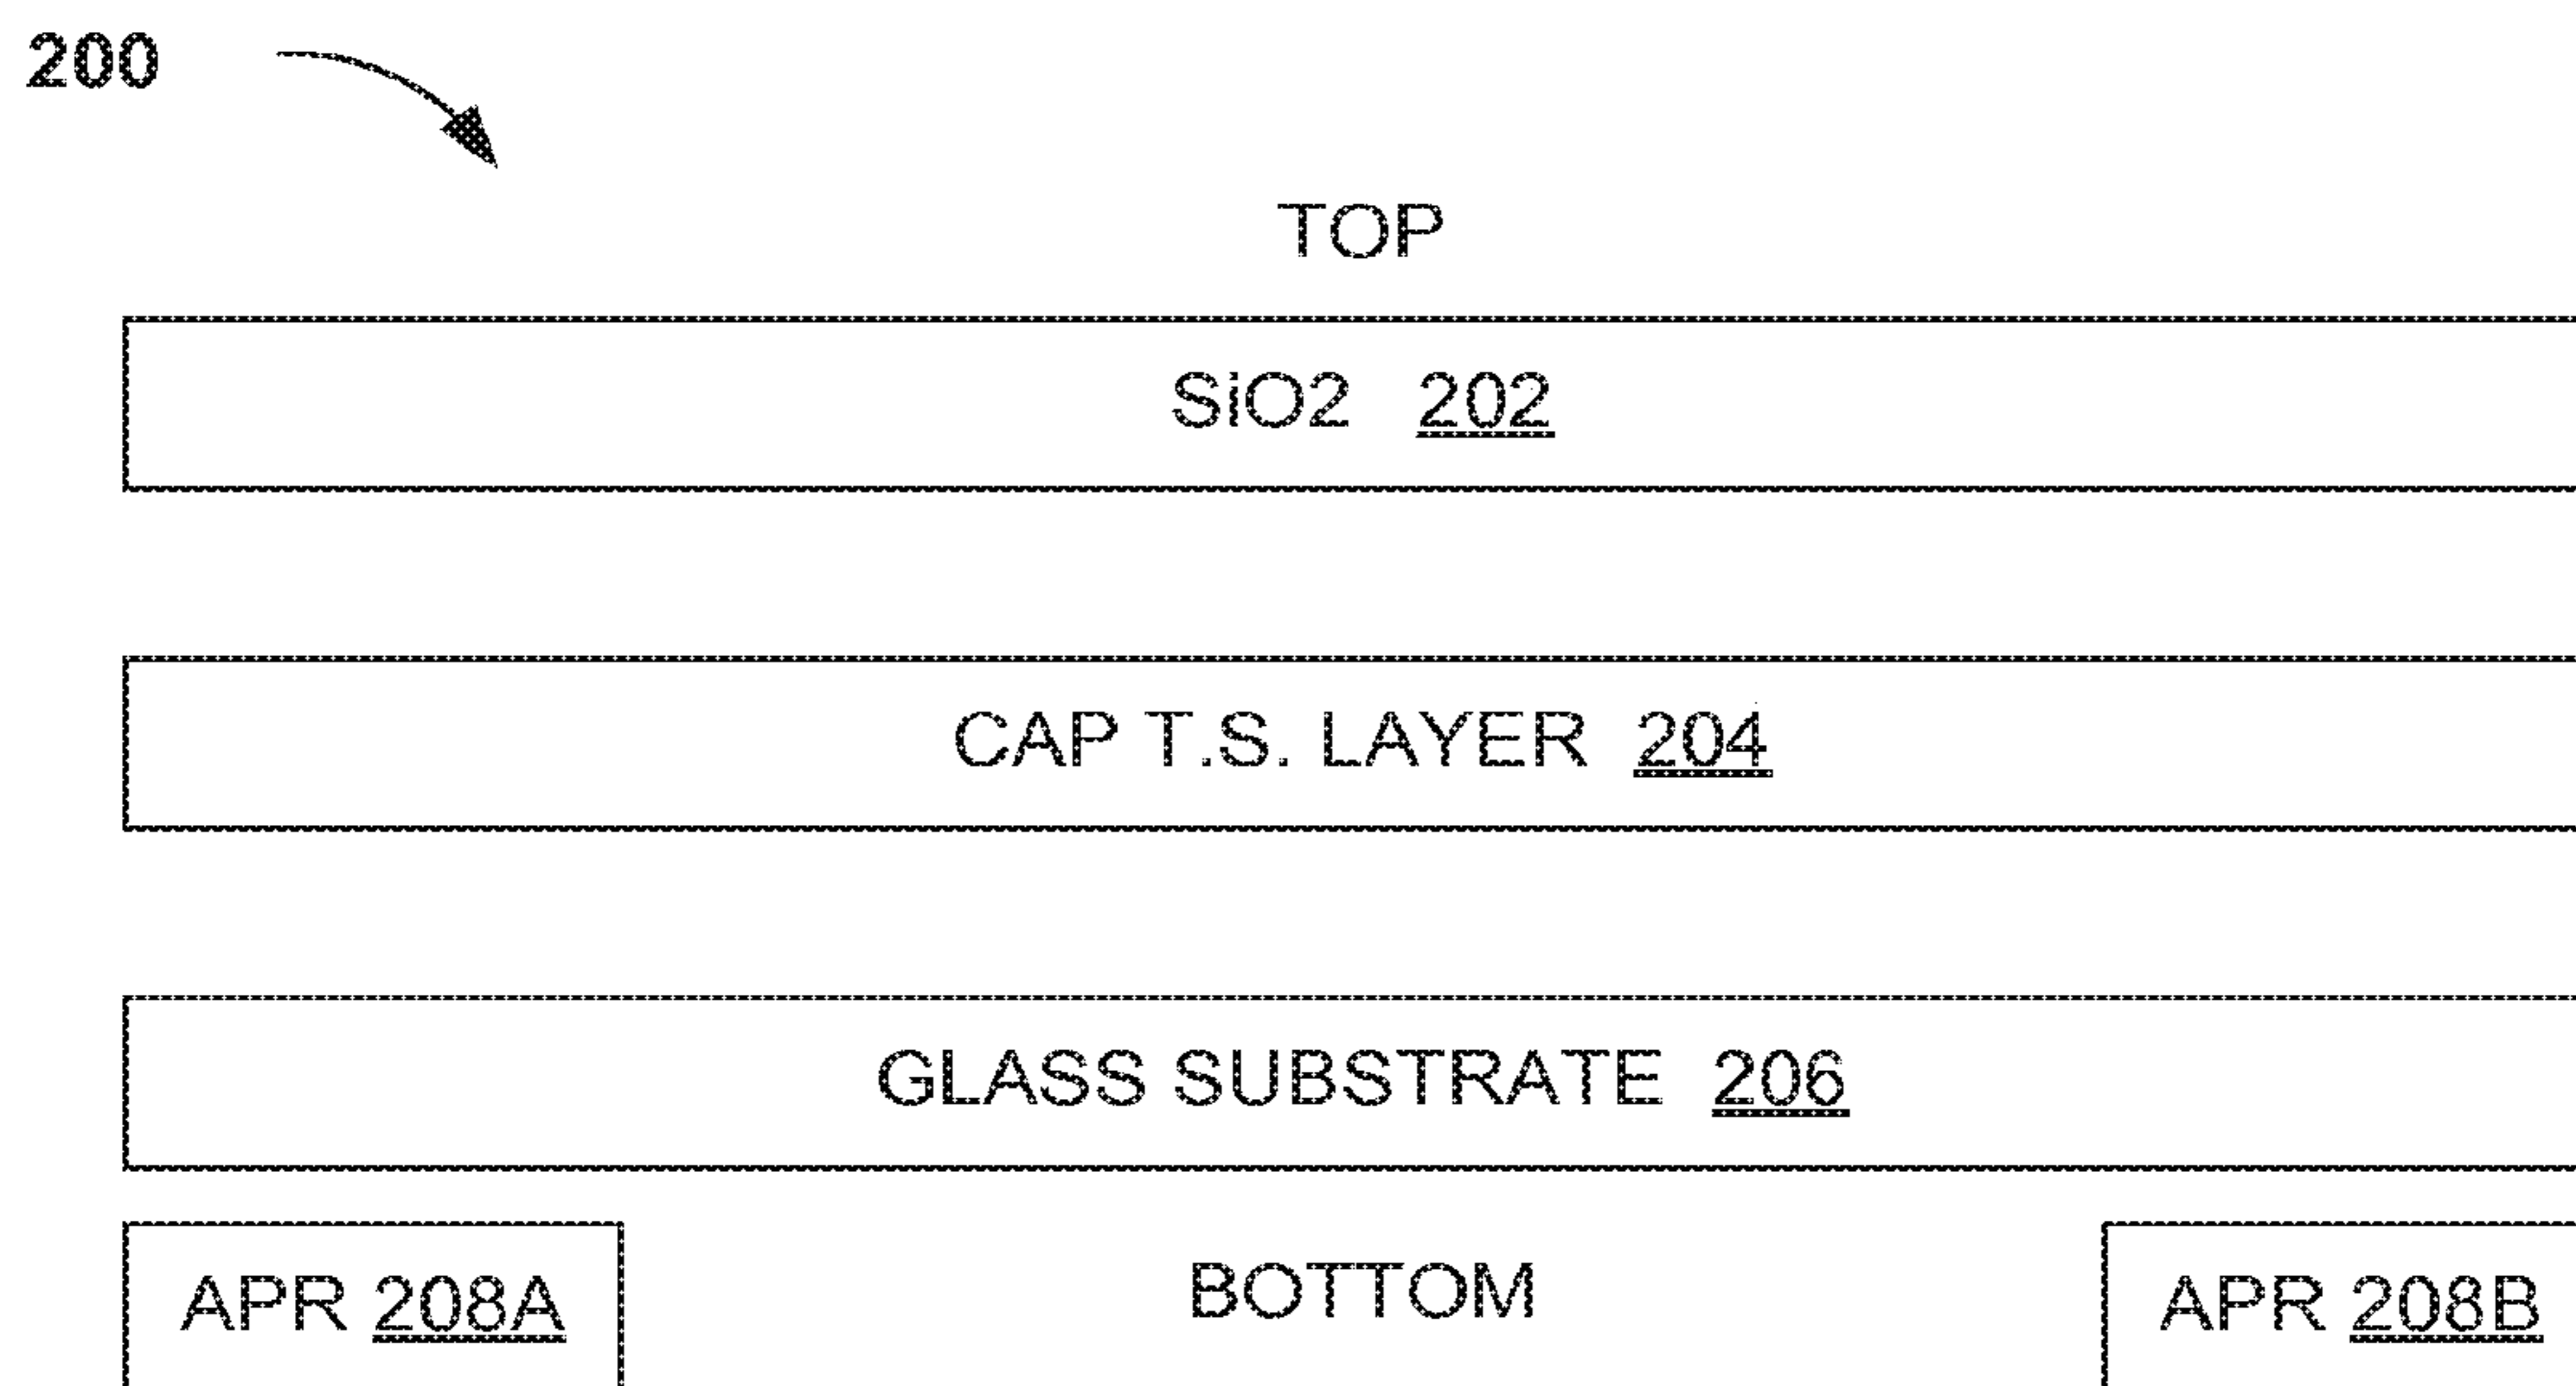 200
TOP
SiO2 202
CAP T.S. LAYER 204
GLASS SUBSTRATE 206
APR 208A BOTTOM APR 208B